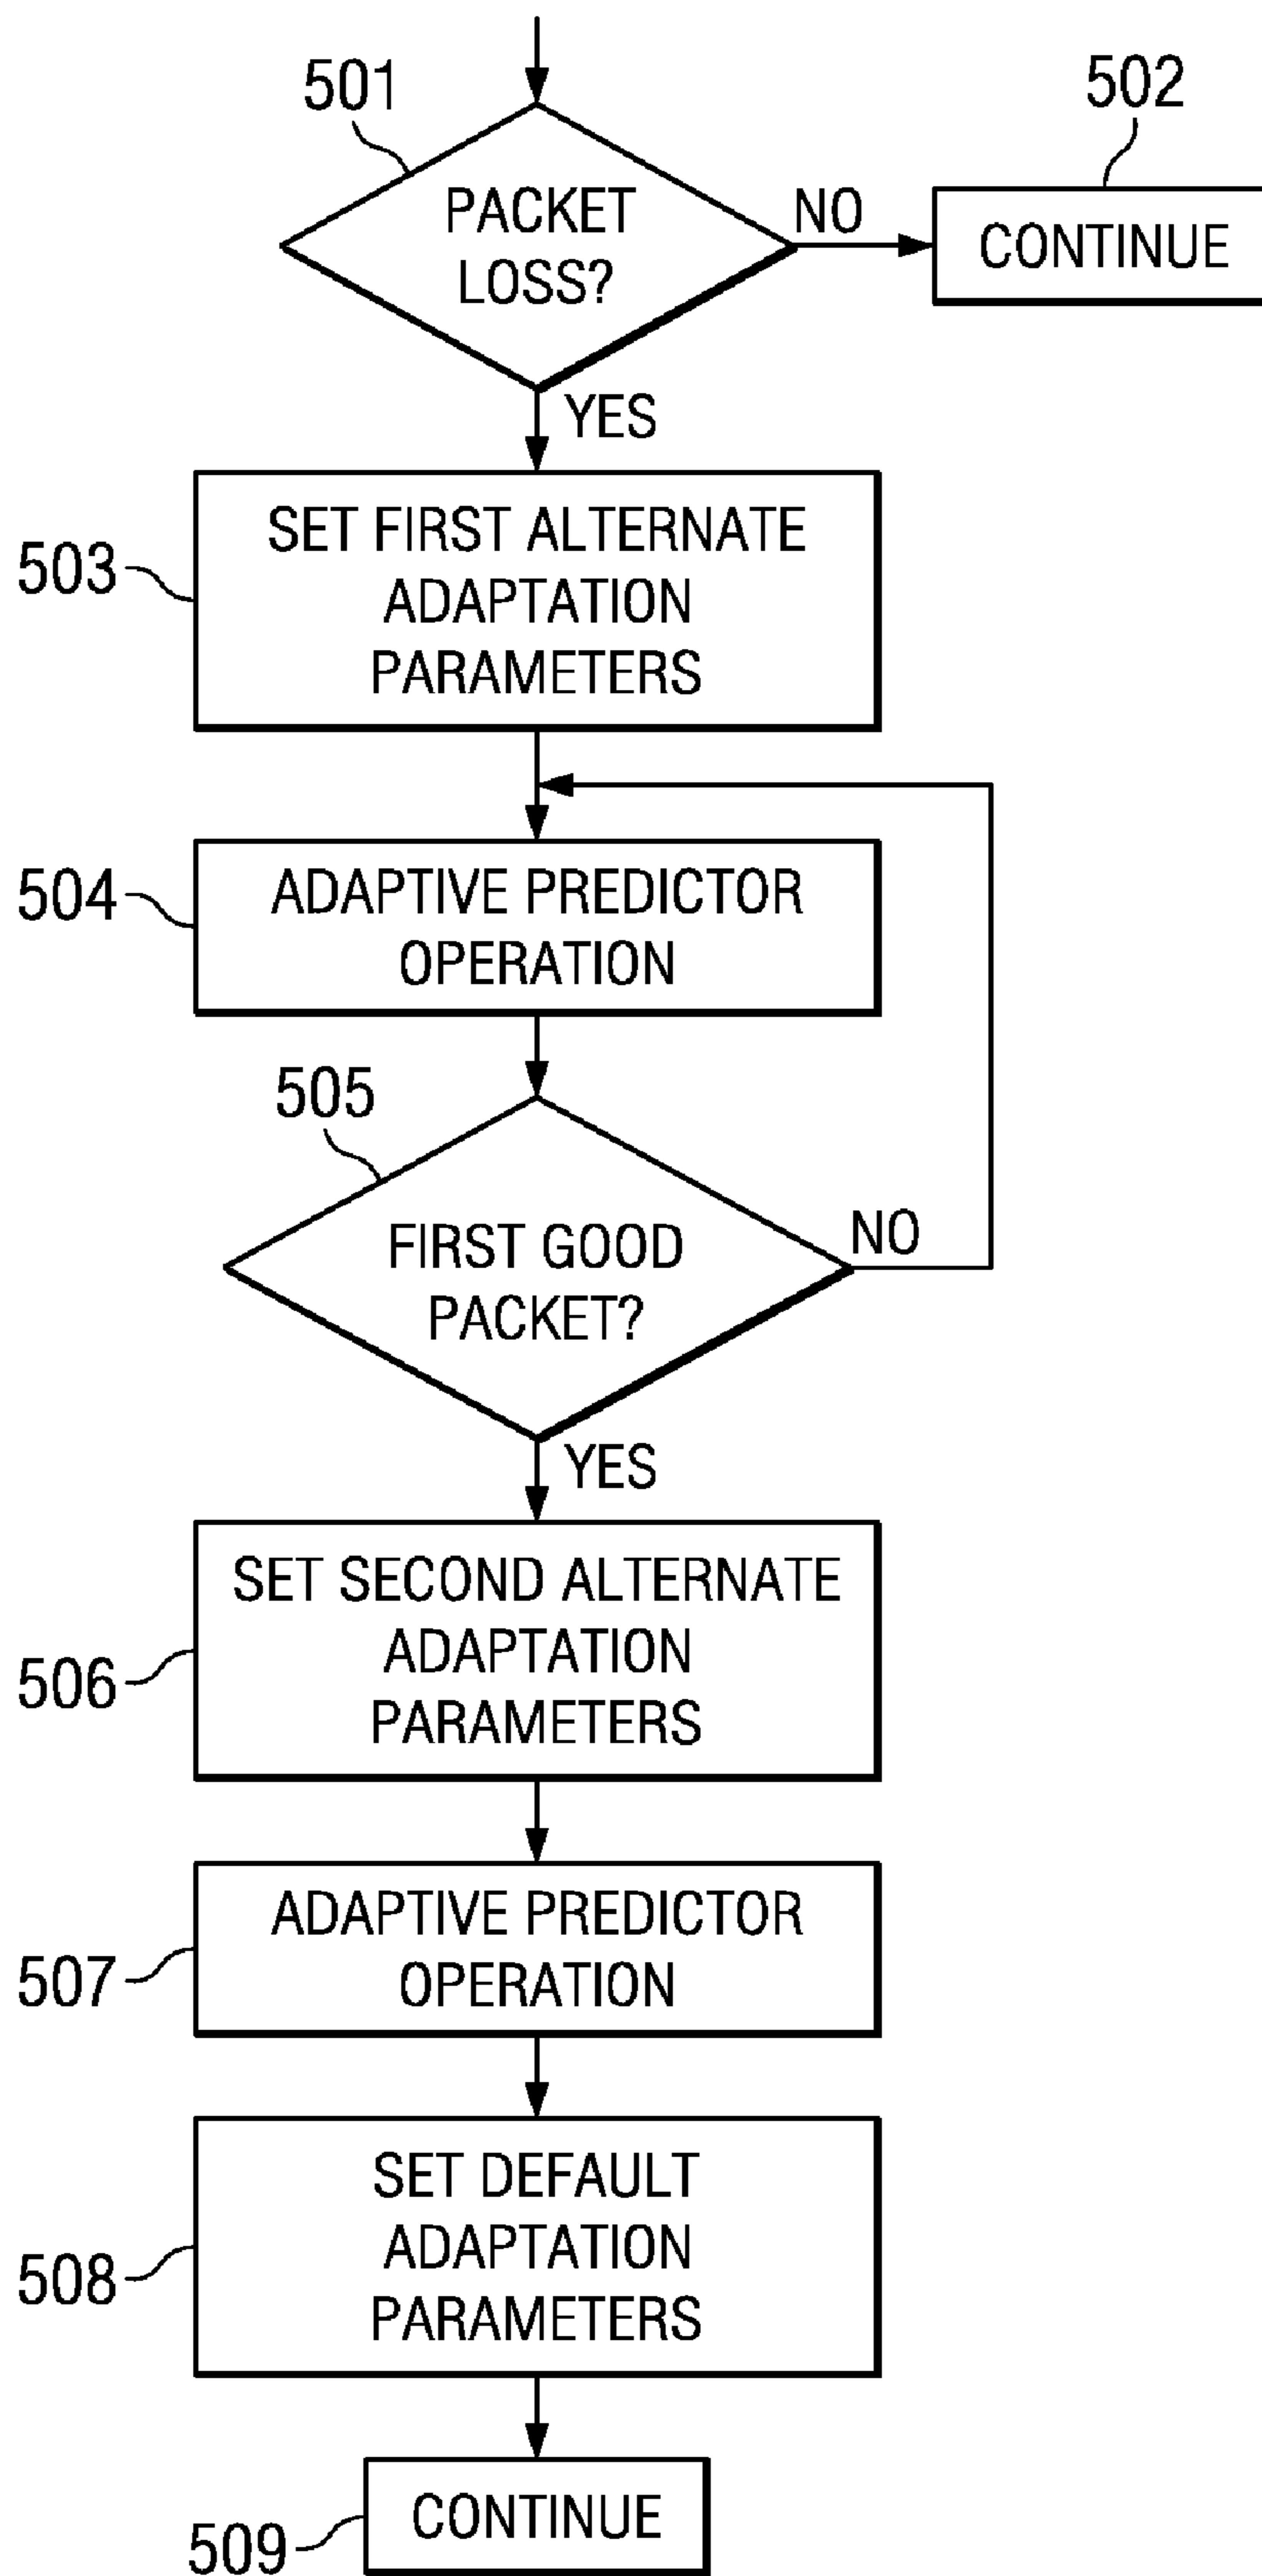 501
502
PACKET
LOSS?
NO
CONTINUE
YES
503
SET FIRST ALTERNATE
ADAPTATION
PARAMETERS
504
ADAPTIVE PREDICTOR
OPERATION
505
FIRST GOOD
PACKET?
NO
YES
506
SET SECOND ALTERNATE
ADAPTATION
PARAMETERS
507
ADAPTIVE PREDICTOR
OPERATION
508
SET DEFAULT
ADAPTATION
PARAMETERS
509
CONTINUE